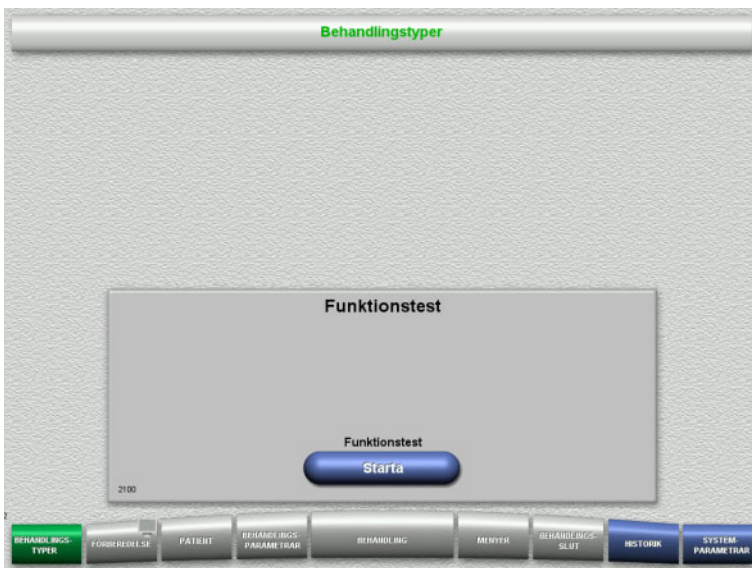 Behandlingstyper
Funktionstest
Funktionstest
Starta
2100
BEHANDLINGS-
TYPER
FÖRBEREDELSE
PATIENT
BEHANDLINGS-
PARAMETRAR
BEHANDLING
MENYER
BEHANDLINGS-
SLUT
HISTORIK
SYSTEM-
PARAMETRAR